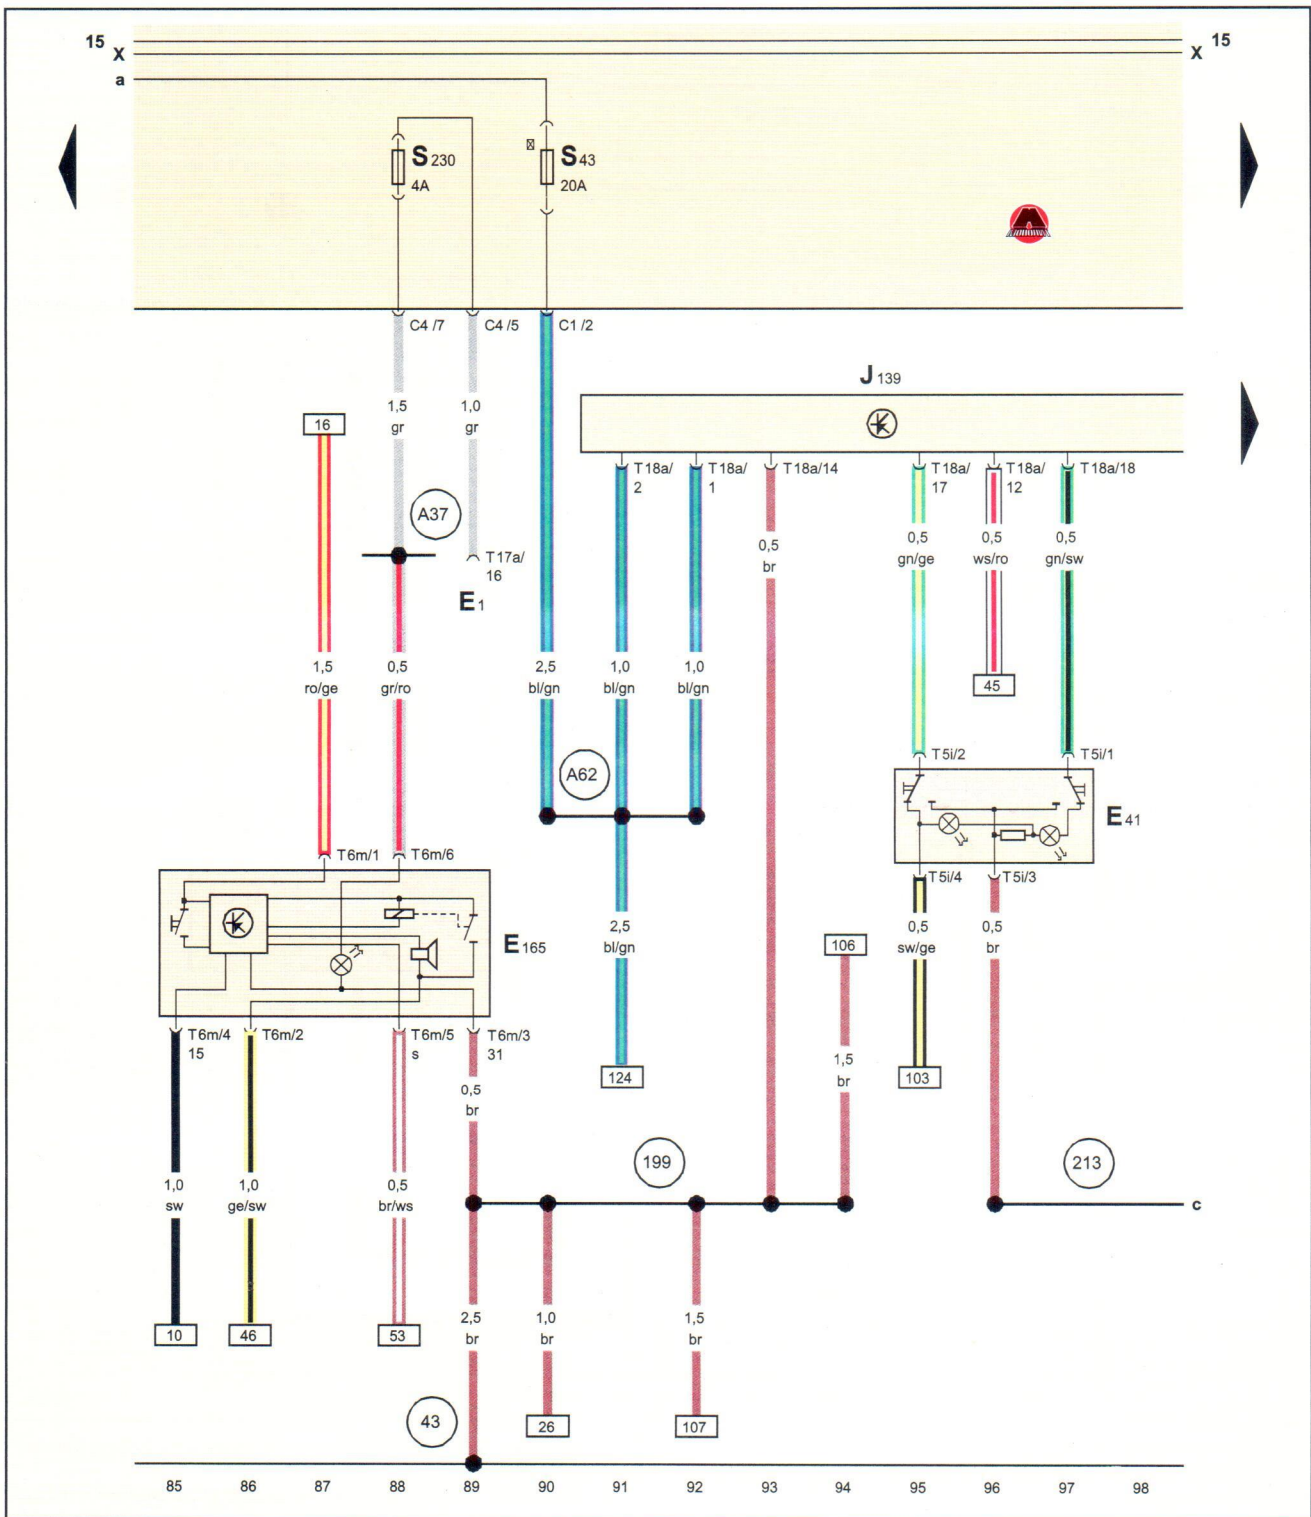 15
X
a
X
15
S 230
4A
S 43
20A
C4 /7
C4 /5
C1 /2
J 139
16
1,5
gr
1,0
gr
T18a/
2
T18a/
1
T18a/14
T18a/
17
T18a/
12
T18a/18
A37
T17a/
16
E 1
0,5
br
0,5
gn/ge
0,5
ws/ro
0,5
gn/sw
1,5
ro/ge
0,5
gr/ro
2,5
bl/gn
1,0
bl/gn
1,0
bl/gn
45
A62
T5i/2
T5i/1
E 41
T6m/1
T6m/6
T5i/4
T5i/3
E 165
2,5
bl/gn
106
0,5
sw/ge
0,5
br
T6m/4
15
T6m/2
T6m/5
s
T6m/3
31
124
103
0,5
br
1,5
br
199
213
1,0
sw
1,0
ge/sw
0,5
br/ws
c
10
46
53
2,5
br
1,0
br
1,5
br
43
26
107
85 86 87 88 89 90 91 92 93 94 95 96 97 98